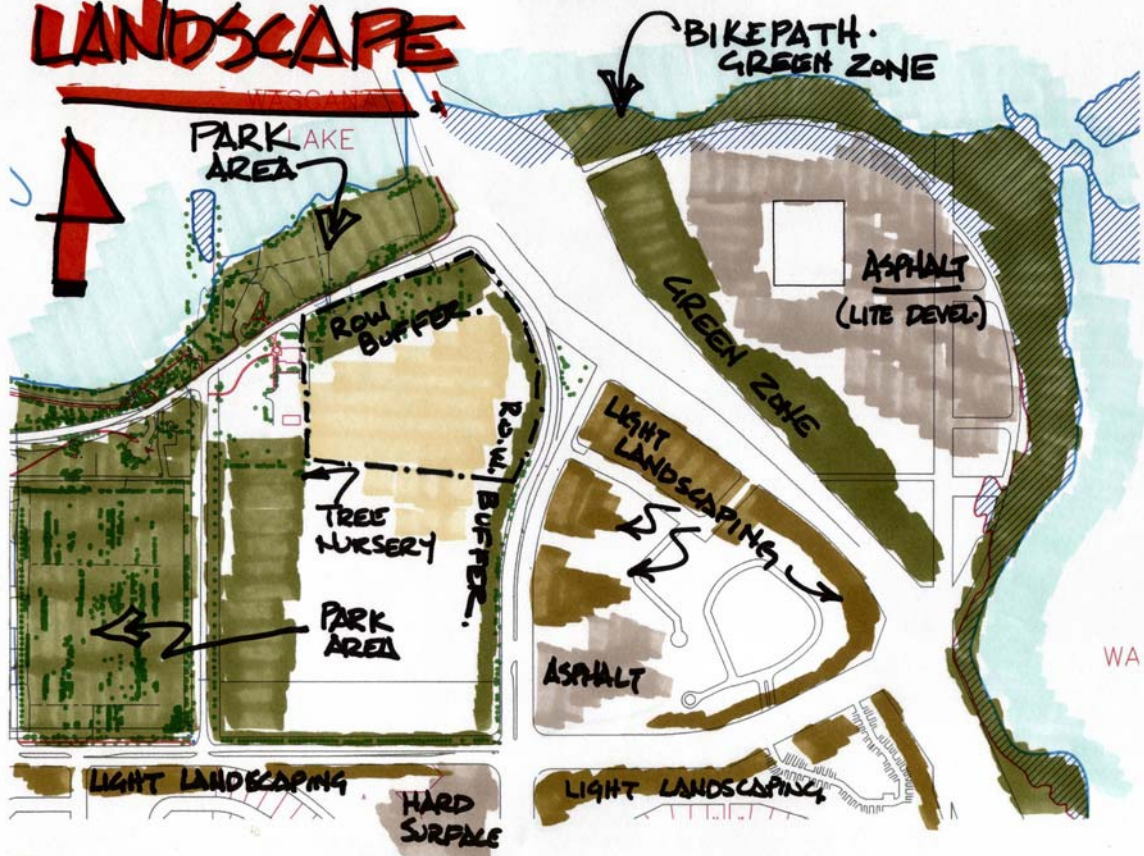 LANDSCAPE
WASCANA
LAKE
PARK
AREA
BIKEPATH.
GREEN ZONE
ASPHALT
(LITE DEVEL.)
ROW
BUFFER.
GREEN ZONE
R.O.W. BUFFER.
LIGHT
LANDSCAPING
TREE
NURSERY
PARK
AREA
ASPHALT
WA
LIGHT LANDSCAPING
HARD
SURFACE
LIGHT LANDSCAPING